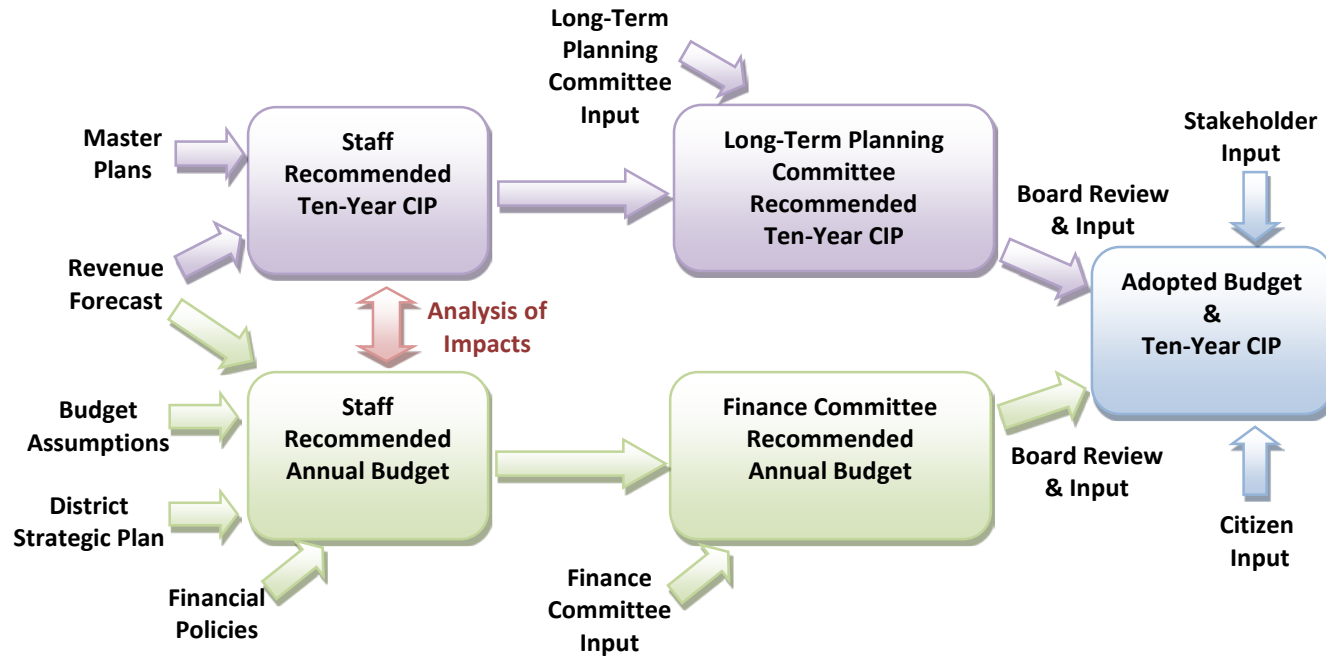 Long-Term
Planning
Committee
Input
Master
Plans
Staff
Recommended
Ten-Year CIP
Long-Term Planning
Committee
Recommended
Ten-Year CIP
Stakeholder
Input
Board Review
& Input
Revenue
Forecast
Analysis of
Impacts
Adopted Budget
&
Ten-Year CIP
Budget
Assumptions
Staff
Recommended
Annual Budget
Finance Committee
Recommended
Annual Budget
Board Review
& Input
District
Strategic Plan
Citizen
Input
Financial
Policies
Finance
Committee
Input